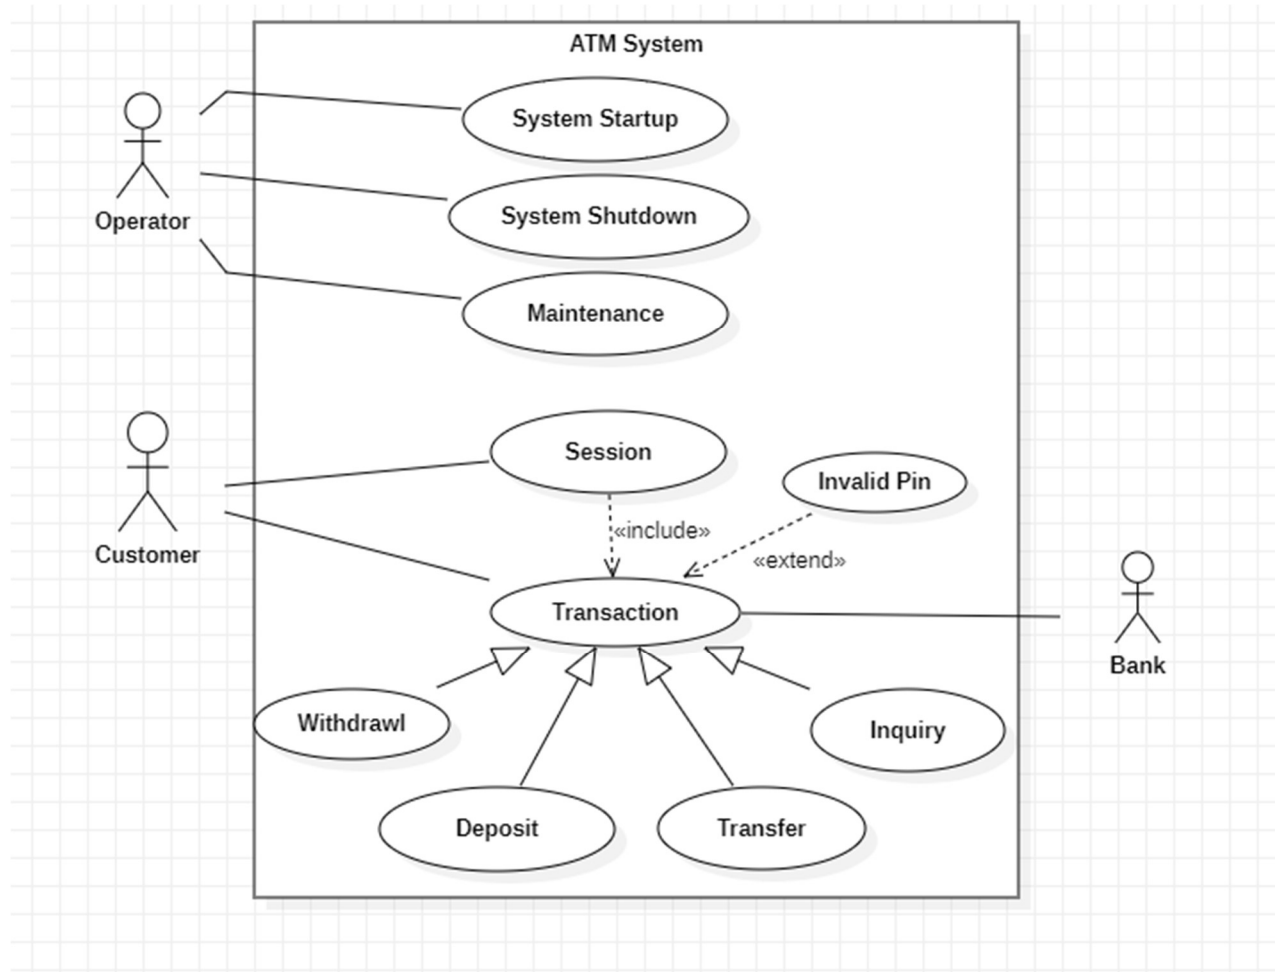 ATM System
System Startup
System Shutdown
Operator
Maintenance
Session
Invalid Pin
«include»
Customer
«extend»
Transaction
Bank
Withdrawl
Inquiry
Deposit
Transfer